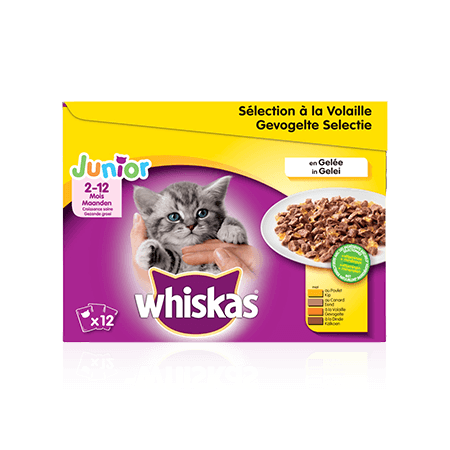 Sélection à la Volaille
Gevogelte Selectie
Junior
2-12
Mois
Maanden
Croissance saine
Gezonde groei
en Gelée
in Gelei
whiskas
x12
au Poulet
Kip
au Canard
Eend
à la Volaille
Gevogelte
à la Dinde
Kalkoen